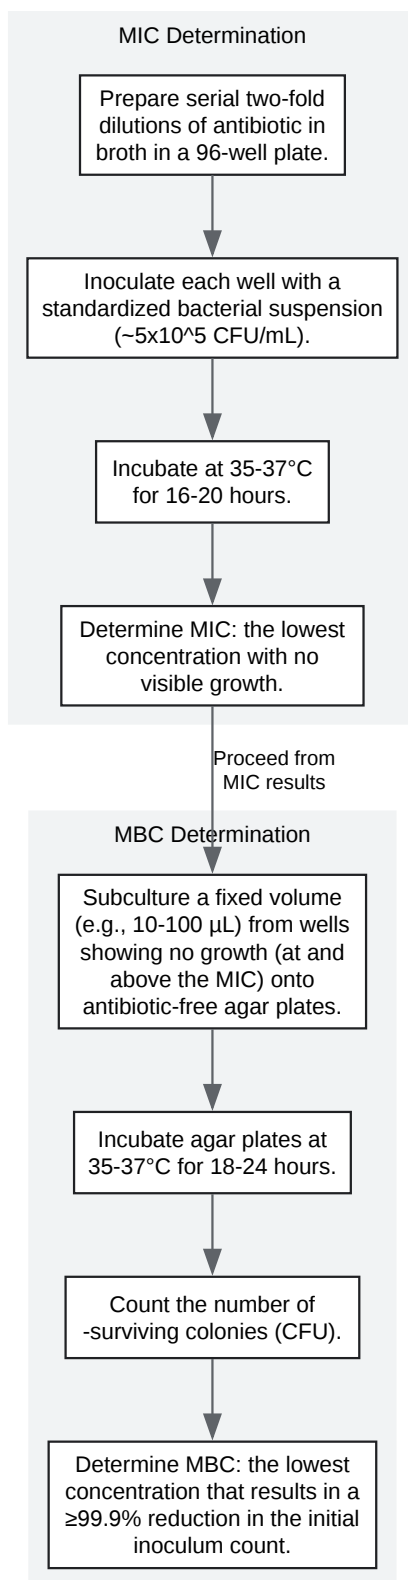 MIC Determination
Prepare serial two-fold
dilutions of antibiotic in
broth in a 96-well plate.
Inoculate each well with a
standardized bacterial suspension
(~5x10^5 CFU/mL).
Incubate at 35-37°C
for 16-20 hours.
Determine MIC: the lowest
concentration with no
visible growth.
Proceed from
MIC results
MBC Determination
Subculture a fixed volume
(e.g., 10-100 µL) from wells
showing no growth (at and
above the MIC) onto
antibiotic-free agar plates.
Incubate agar plates at
35-37°C for 18-24 hours.
Count the number of
-surviving colonies (CFU).
Determine MBC: the lowest
concentration that results in a
≥99.9% reduction in the initial
inoculum count.